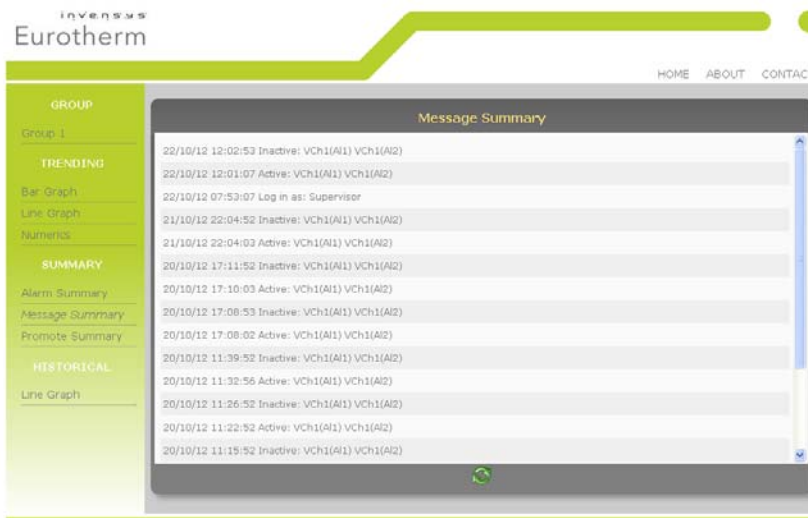 invensys
Eurotherm
HOME ABOUT CONTAC
GROUP
Group 1
TRENDING
Bar Graph
Line Graph
Numerics
SUMMARY
Alarm Summary
Message Summary
Promote Summary
HISTORICAL
Line Graph
Message Summary
22/10/12 12:02:53 Inactive: VCh1(Al1) VCh1(Al2)
22/10/12 12:01:07 Active: VCh1(Al1) VCh1(Al2)
22/10/12 07:53:07 Log in as: Supervisor
21/10/12 22:04:52 Inactive: VCh1(Al1) VCh1(Al2)
21/10/12 22:04:03 Active: VCh1(Al1) VCh1(Al2)
20/10/12 17:11:52 Inactive: VCh1(Al1) VCh1(Al2)
20/10/12 17:10:03 Active: VCh1(Al1) VCh1(Al2)
20/10/12 17:08:53 Inactive: VCh1(Al1) VCh1(Al2)
20/10/12 17:08:02 Active: VCh1(Al1) VCh1(Al2)
20/10/12 11:39:52 Inactive: VCh1(Al1) VCh1(Al2)
20/10/12 11:32:56 Active: VCh1(Al1) VCh1(Al2)
20/10/12 11:26:52 Inactive: VCh1(Al1) VCh1(Al2)
20/10/12 11:22:52 Active: VCh1(Al1) VCh1(Al2)
20/10/12 11:15:52 Inactive: VCh1(Al1) VCh1(Al2)